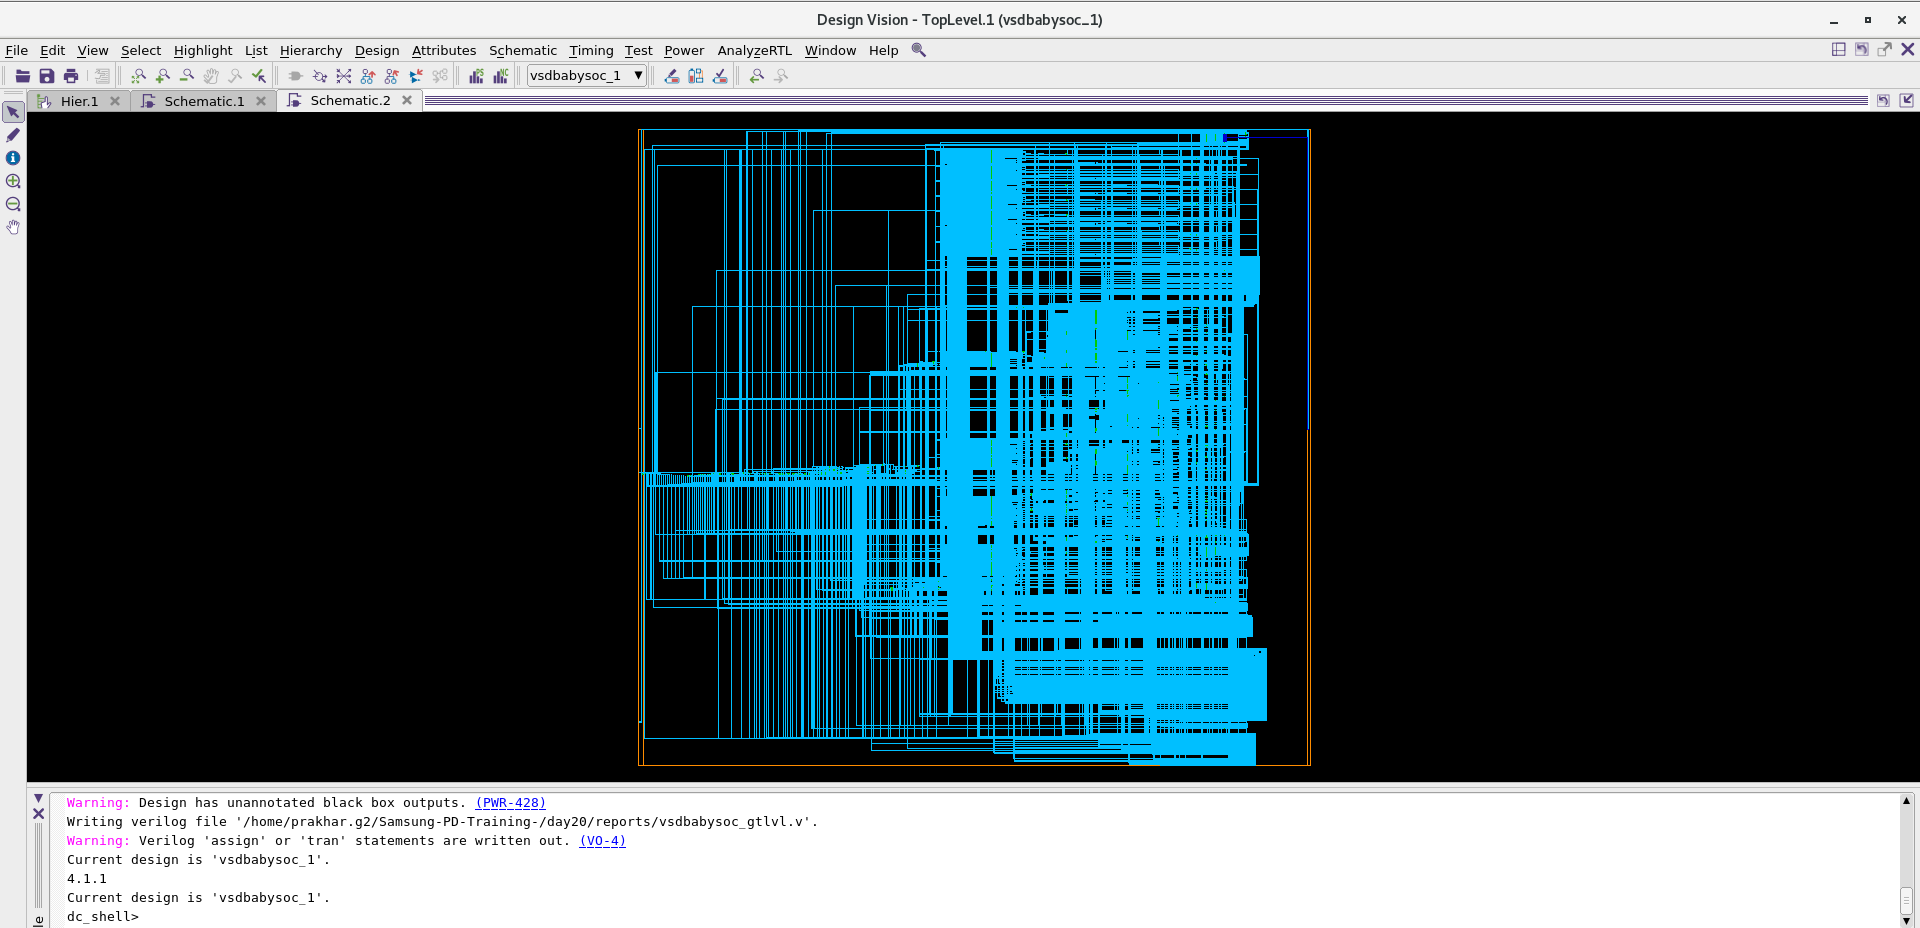 Design Vision - TopLevel.1 (vsdbabysoc_1)
File Edit View Select Highlight List Hierarchy Design Attributes Schematic Timing Test Power AnalyzeRTL Window Help
vsdbabysoc_1
Hier.1 Schematic.1 Schematic.2
Warning: Design has unannotated black box outputs. (PWR-428)
Writing verilog file '/home/prakhar.g2/Samsung-PD-Training-/day20/reports/vsdbabysoc_gtlvl.v'.
Warning: Verilog 'assign' or 'tran' statements are written out. (VO-4)
Current design is 'vsdbabysoc_1'.
4.1.1
Current design is 'vsdbabysoc_1'.
dc_shell>